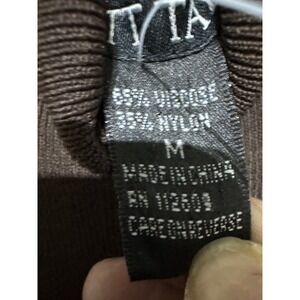 65% VISCOSE
35% NYLON
M
MADE IN CHINA
RN 112609
CARE ON REVERSE